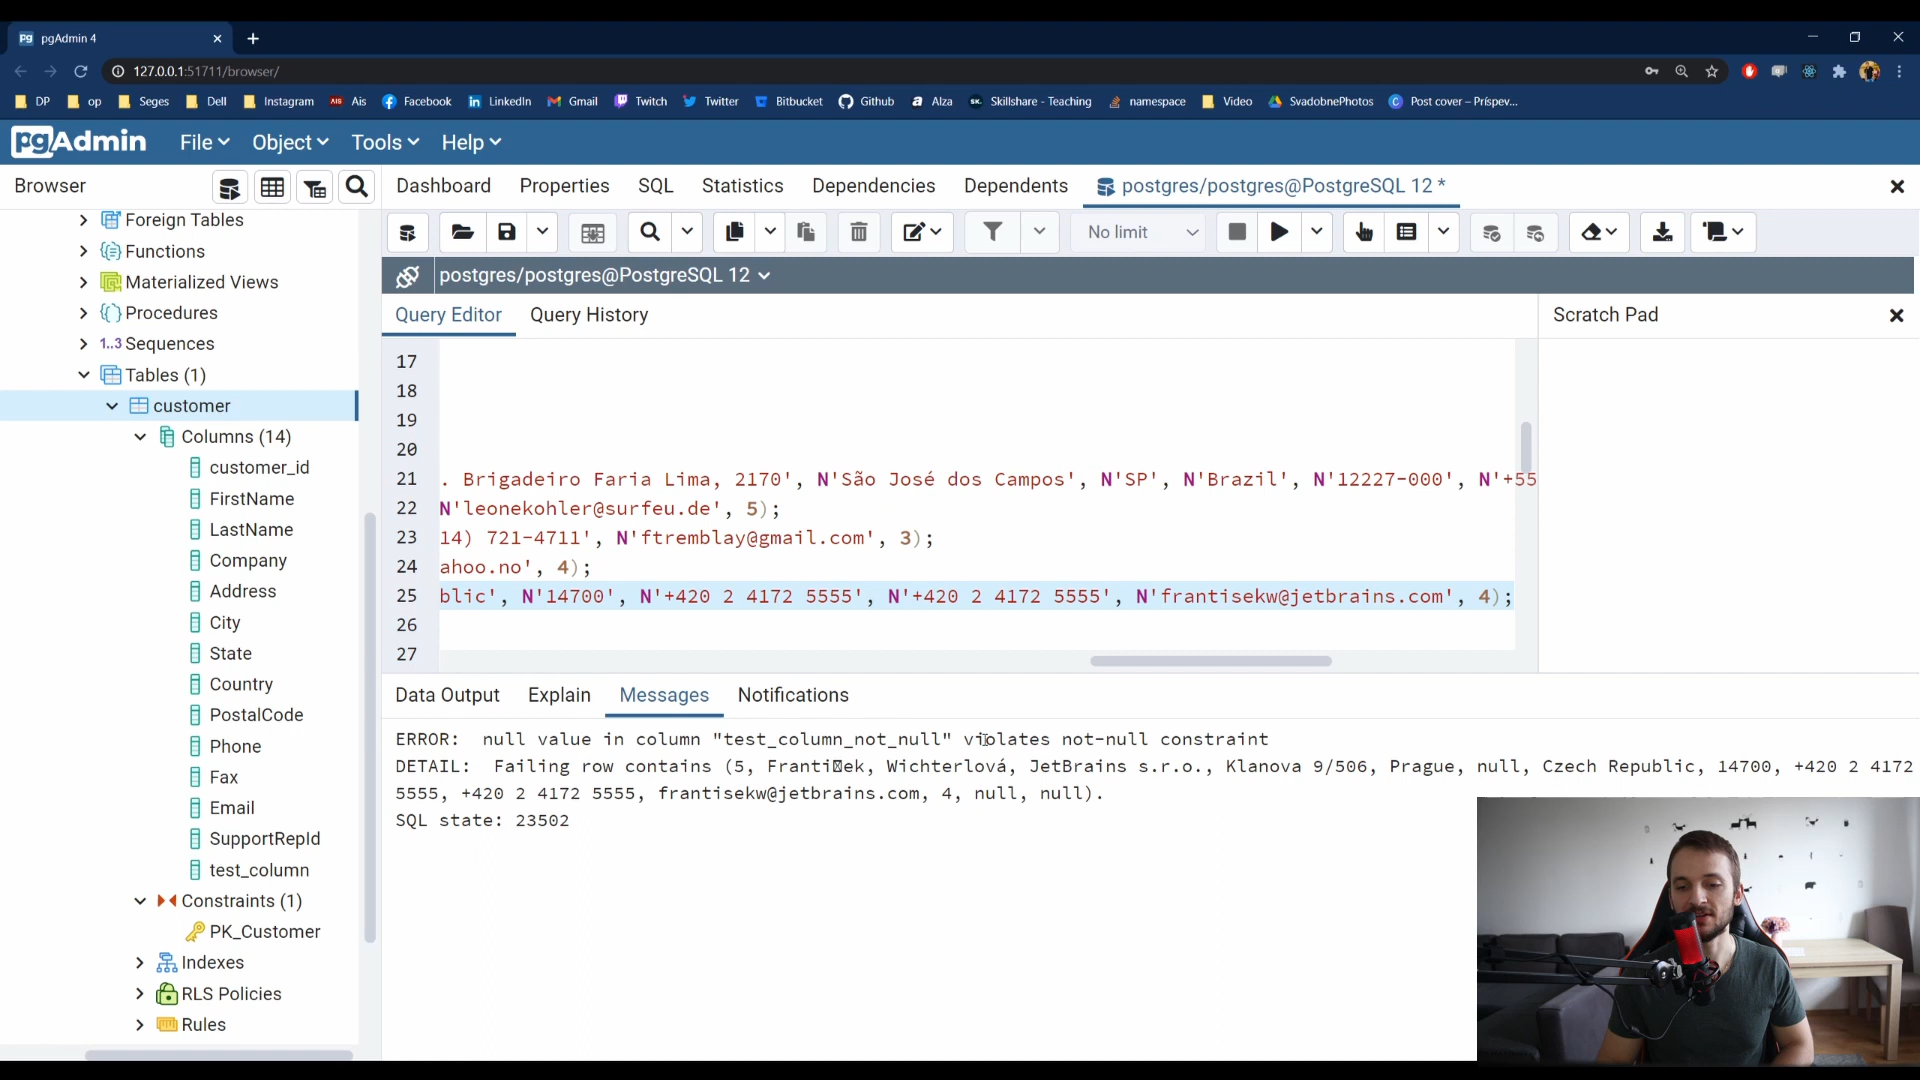 pgAdmin 4
127.0.0.1:51711/browser/
DP op Seges Dell Instagram Ais Facebook LinkedIn Gmail Twitch Twitter Bitbucket Github Alza Skillshare - Teaching namespace Video SvadobnePhotos Post cover – Príspev...
pgAdmin File Object Tools Help
Browser
Dashboard Properties SQL Statistics Dependencies Dependents postgres/postgres@PostgreSQL 12 *
No limit
postgres/postgres@PostgreSQL 12
Query Editor Query History
Scratch Pad
Foreign Tables
Functions
Materialized Views
Procedures
1..3 Sequences
Tables (1)
customer
Columns (14)
customer_id
FirstName
LastName
Company
Address
City
State
Country
PostalCode
Phone
Fax
Email
SupportRepId
test_column
Constraints (1)
PK_Customer
Indexes
RLS Policies
Rules
17
18
19
20
21 . Brigadeiro Faria Lima, 2170', N'São José dos Campos', N'SP', N'Brazil', N'12227-000', N'+55
22 N'leonekohler@surfeu.de', 5);
23 14) 721-4711', N'ftremblay@gmail.com', 3);
24 ahoo.no', 4);
25 blic', N'14700', N'+420 2 4172 5555', N'+420 2 4172 5555', N'frantisekw@jetbrains.com', 4);
26
27
Data Output Explain Messages Notifications
ERROR: null value in column "test_column_not_null" violates not-null constraint
DETAIL: Failing row contains (5, Franti�ek, Wichterlová, JetBrains s.r.o., Klanova 9/506, Prague, null, Czech Republic, 14700, +420 2 4172
5555, +420 2 4172 5555, frantisekw@jetbrains.com, 4, null, null).
SQL state: 23502